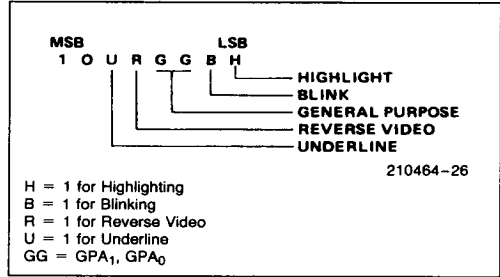 MSB LSB
1 0 U R G G B H
HIGHLIGHT
BLINK
GENERAL PURPOSE
REVERSE VIDEO
UNDERLINE
210464-26
H = 1 for Highlighting
B = 1 for Blinking
R = 1 for Reverse Video
U = 1 for Underline
GG = GPA₁, GPA₀